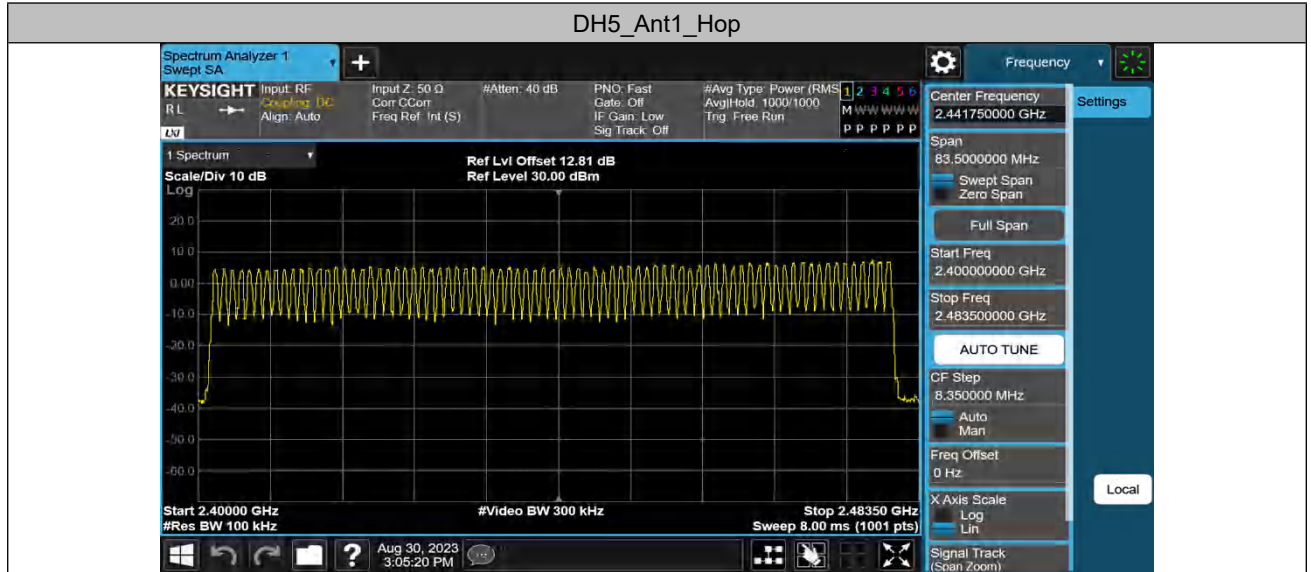 DH5_Ant1_Hop
Spectrum Analyzer 1
Swept SA
Frequency
KEYSIGHT
R L
LXI
Input: RF
Coupling: DC
Align: Auto
Input Z: 50 Ω
Corr CCorr
Freq Ref: Int (S)
#Atten: 40 dB
PNO: Fast
Gate: Off
IF Gain: Low
Sig Track: Off
#Avg Type: Power (RMS
Avg|Hold: 1000/1000
Trig: Free Run
1 2 3 4 5 6
M W W W W W
P P P P P P
1 Spectrum
Scale/Div 10 dB
Log
Ref Lvl Offset 12.81 dB
Ref Level 30.00 dBm
20.0
10.0
0.00
-10.0
-20.0
-30.0
-40.0
-50.0
-60.0
Start 2.40000 GHz
#Res BW 100 kHz
#Video BW 300 kHz
Stop 2.48350 GHz
Sweep 8.00 ms (1001 pts)
Aug 30, 2023
3:05:20 PM
Center Frequency
2.441750000 GHz
Span
83.5000000 MHz
Swept Span
Zero Span
Full Span
Start Freq
2.400000000 GHz
Stop Freq
2.483500000 GHz
AUTO TUNE
CF Step
8.350000 MHz
Auto
Man
Freq Offset
0 Hz
X Axis Scale
Log
Lin
Signal Track
(Span Zoom)
Settings
Local